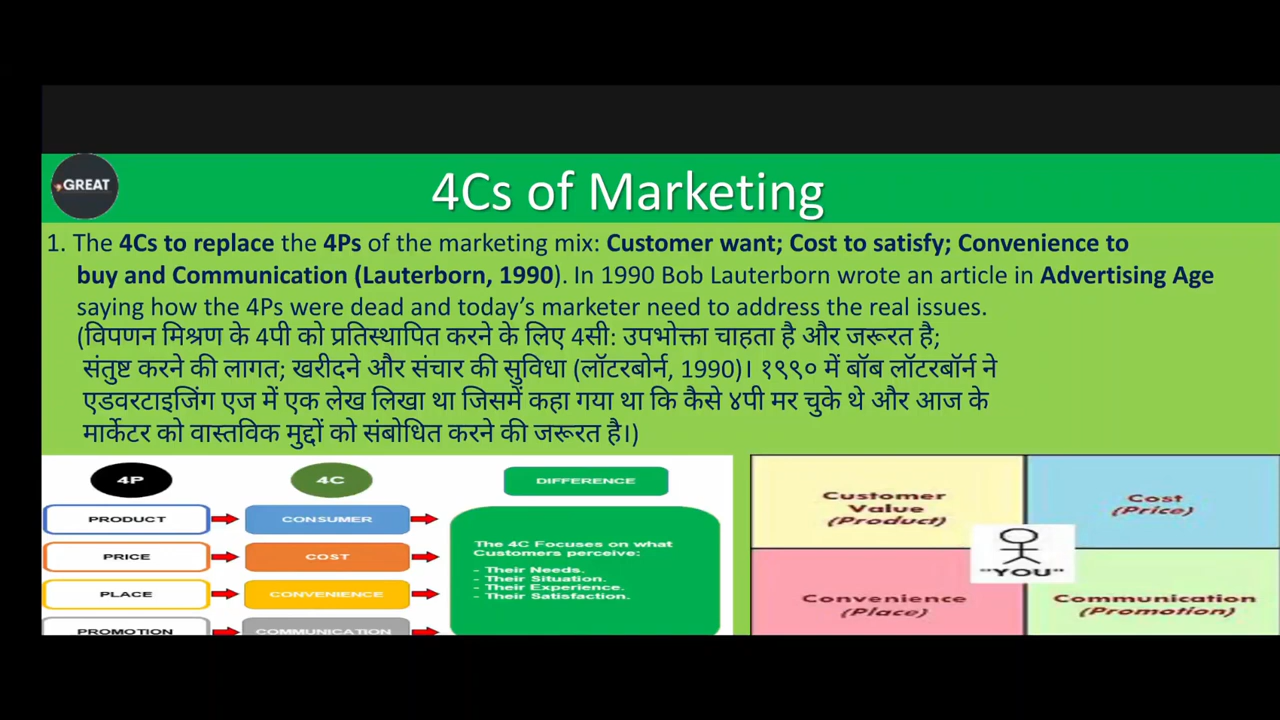 GREAT
4Cs of Marketing
1. The 4Cs to replace the 4Ps of the marketing mix: Customer want; Cost to satisfy; Convenience to
buy and Communication (Lauterborn, 1990). In 1990 Bob Lauterborn wrote an article in Advertising Age
saying how the 4Ps were dead and today's marketer need to address the real issues.
(विपणन मिश्रण के 4पी को प्रतिस्थापित करने के लिए 4सी: उपभोक्ता चाहता है और जरूरत है;
संतुष्ट करने की लागत; खरीदने और संचार की सुविधा (लॉटरबोर्न, 1990)। १९९० में बॉब लॉटरबॉर्न ने
एडवरटाइजिंग एज में एक लेख लिखा था जिसमें कहा गया था कि कैसे ४पी मर चुके थे और आज के
मार्केटर को वास्तविक मुद्दों को संबोधित करने की जरूरत है।)
4P 4C DIFFERENCE
PRODUCT CONSUMER
PRICE COST
PLACE CONVENIENCE
PROMOTION COMMUNICATION
The 4C Focuses on what
Customers perceive:
- Their Needs.
- Their Situation.
- Their Experience.
- Their Satisfaction.
Customer
Value
(Product)
Cost
(Price)
"YOU"
Convenience
(Place)
Communication
(Promotion)